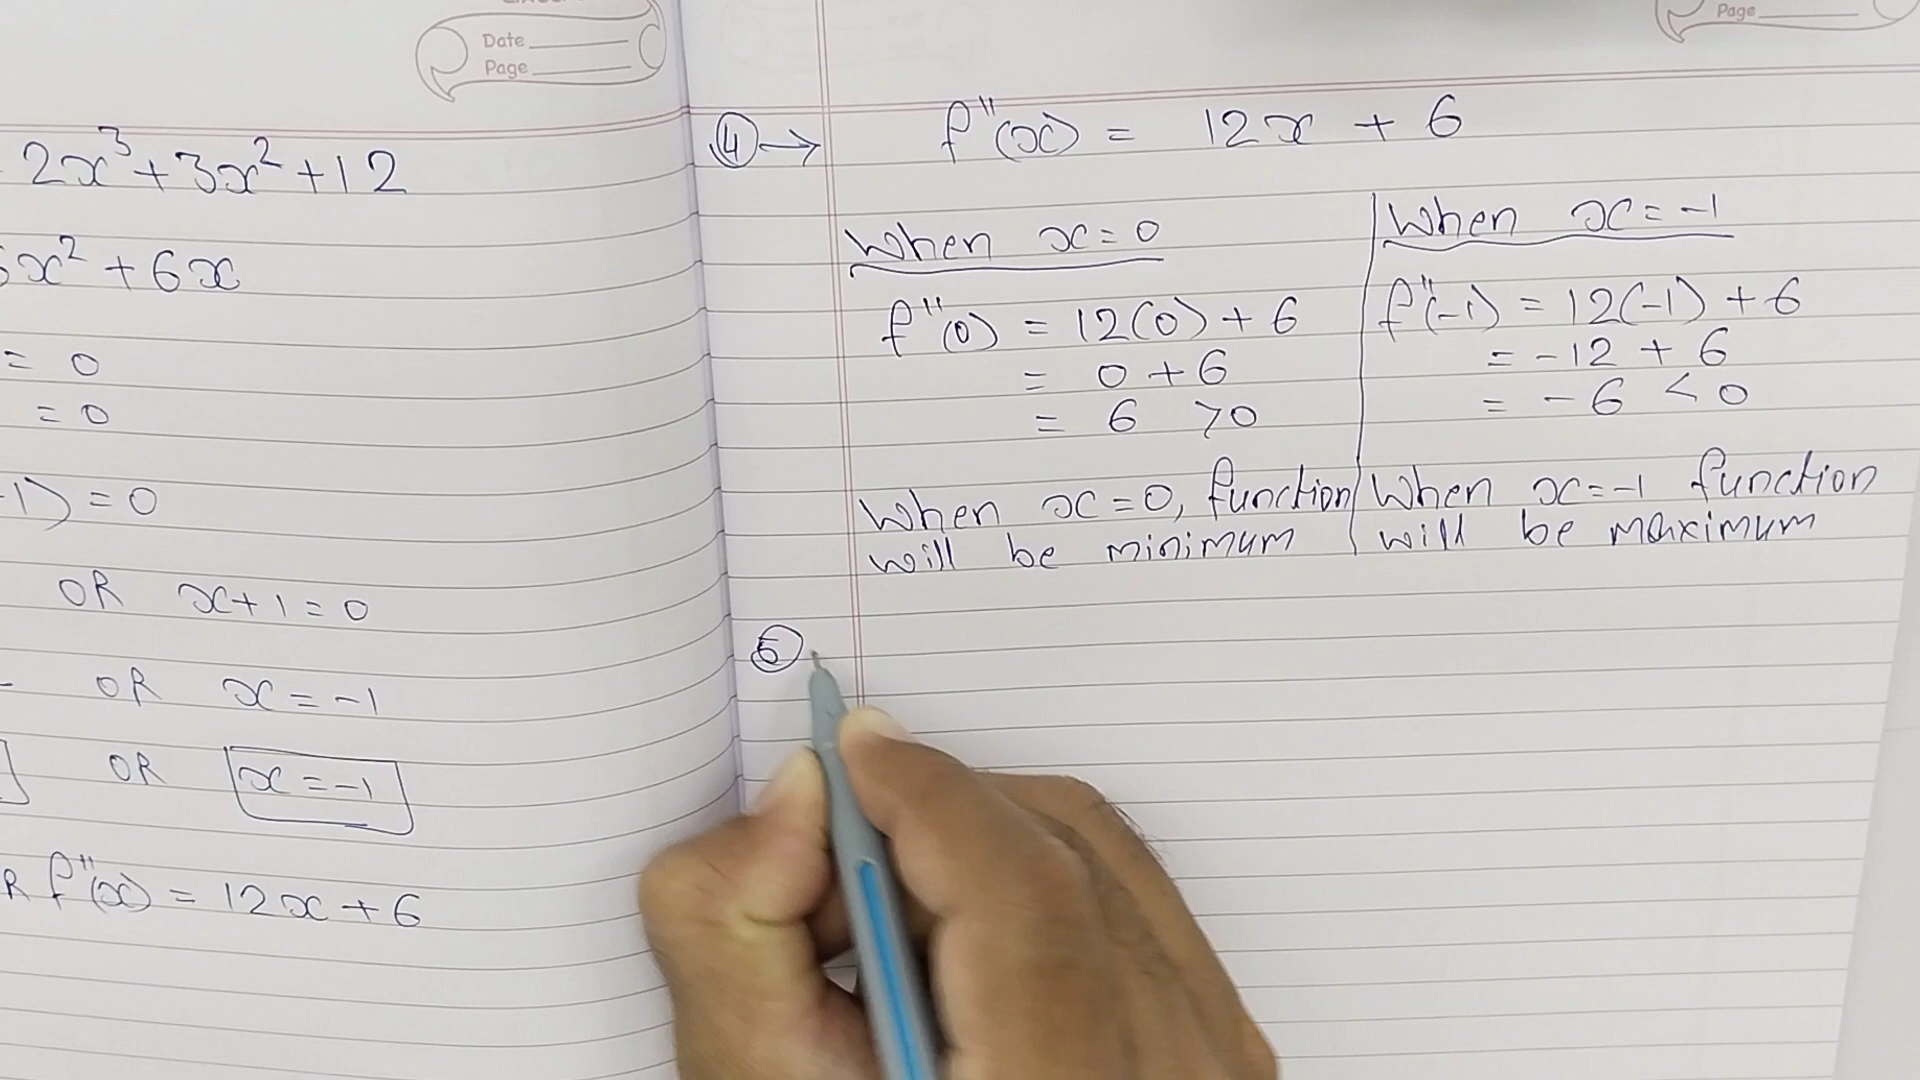 Date
Page
2x³+3x²+12
6x² + 6x
= 0
= 0
1) = 0
OR x+1=0
OR x = -1
OR x = -1
R f"(x) = 12x + 6
Page
④→ f"(x) = 12x + 6
When x=0
f"(0) = 12(0) + 6
= 0 + 6
= 6 >0
When x=0, function
will be minimum
When x=-1
f"(-1) = 12(-1) + 6
= -12 + 6
= -6 < 0
When x=-1 function
will be maximum
⑤